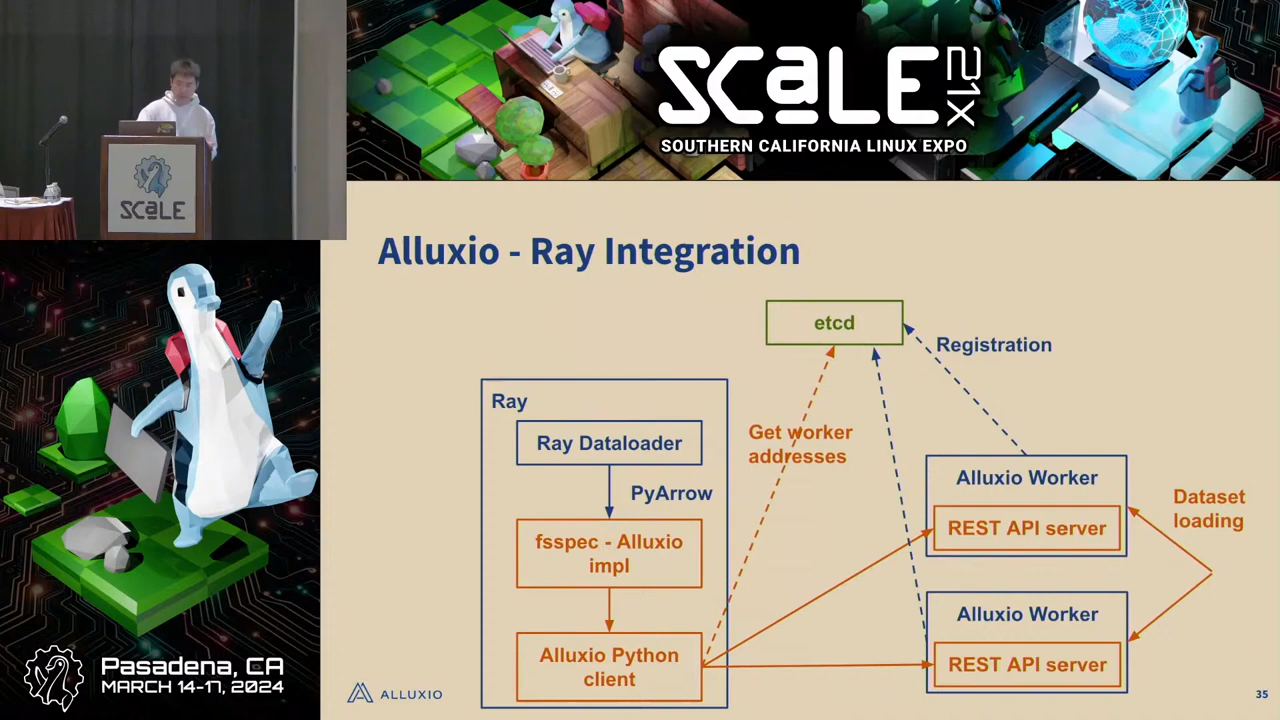 SCaLE
21X
SOUTHERN CALIFORNIA LINUX EXPO
SCaLE
Alluxio - Ray Integration
etcd
Registration
Ray
Ray Dataloader
Get worker
addresses
PyArrow
Alluxio Worker
REST API server
Dataset
loading
fsspec - Alluxio
impl
Alluxio Worker
REST API server
Alluxio Python
client
Pasadena, CA
MARCH 14-17, 2024
ALLUXIO
35